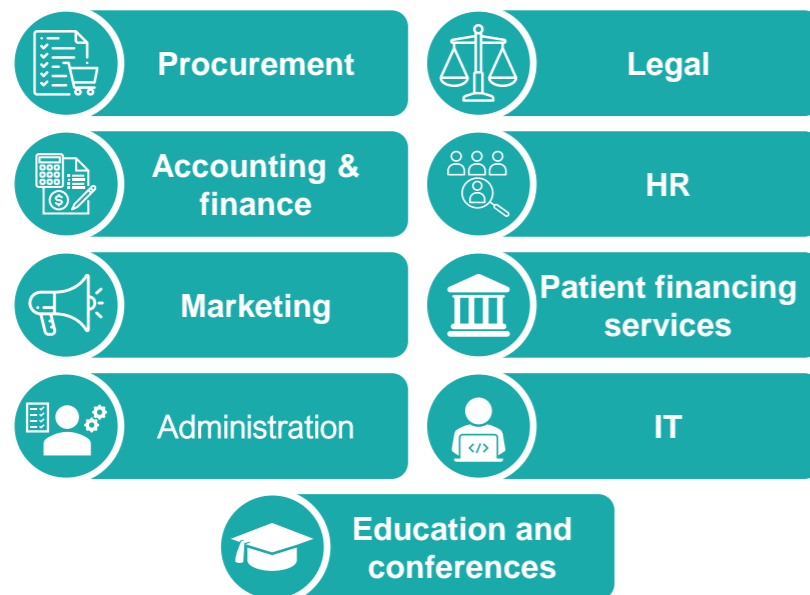 Procurement
Legal
Accounting &
finance
HR
Marketing
Patient financing
services
Administration
IT
</>
Education and
conferences